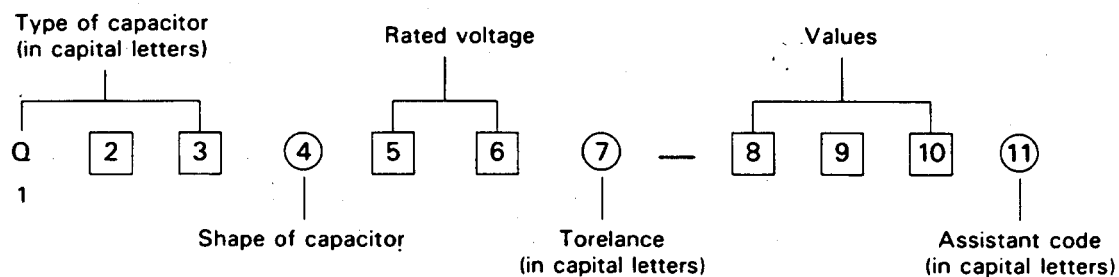 Type of capacitor
(in capital letters)
Rated voltage
Values
Q 2 3 4 5 6 7 — 8 9 10 11
1
Shape of capacitor
Torelance
(in capital letters)
Assistant code
(in capital letters)